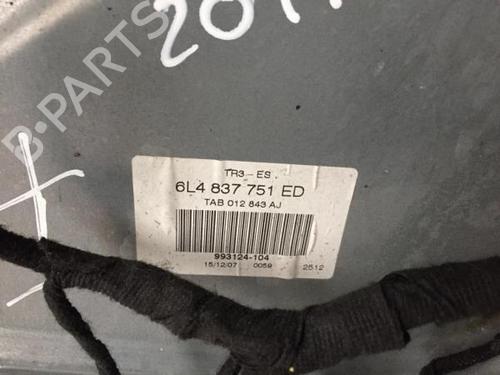 201
B-PARTS
X
TR3-ES
6L4 837 751 ED
TAB 012 843 AJ
993124-104
15/12/07 0059 2512